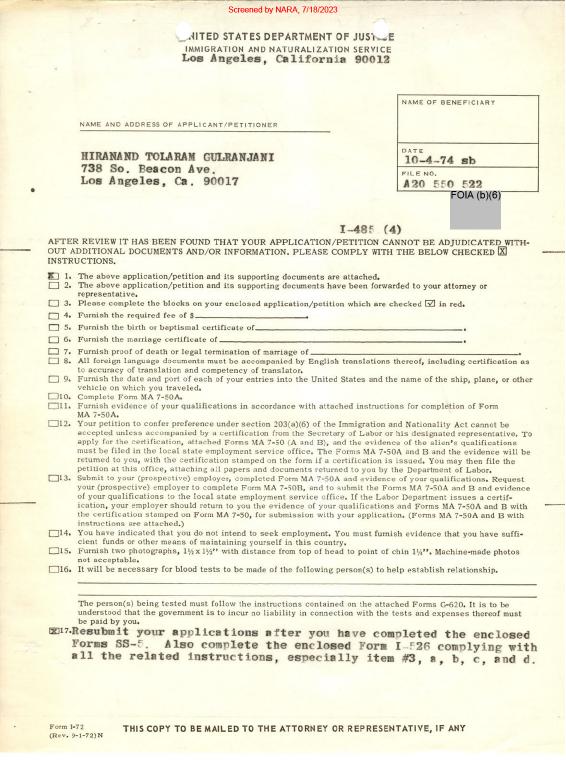 Screened by NARA, 7/18/2023
UNITED STATES DEPARTMENT OF JUSTICE
IMMIGRATION AND NATURALIZATION SERVICE
Los Angeles, California 90012
NAME OF BENEFICIARY
NAME AND ADDRESS OF APPLICANT/PETITIONER
HIRANAND TOLARAM GULRANJANI
738 So. Beacon Ave.
Los Angeles, Ca. 90017
DATE
10-4-74 sb
FILE NO.
A20 550 522
FOIA (b)(6)
I-485 (4)
AFTER REVIEW IT HAS BEEN FOUND THAT YOUR APPLICATION/PETITION CANNOT BE ADJUDICATED WITH-
OUT ADDITIONAL DOCUMENTS AND/OR INFORMATION. PLEASE COMPLY WITH THE BELOW CHECKED ☒
INSTRUCTIONS.
☒ 1. The above application/petition and its supporting documents are attached.
☐ 2. The above application/petition and its supporting documents have been forwarded to your attorney or
representative.
☐ 3. Please complete the blocks on your enclosed application/petition which are checked ☑ in red.
☐ 4. Furnish the required fee of $ .
☐ 5. Furnish the birth or baptismal certificate of .
☐ 6. Furnish the marriage certificate of .
☐ 7. Furnish proof of death or legal termination of marriage of .
☐ 8. All foreign language documents must be accompanied by English translations thereof, including certification as
to accuracy of translation and competency of translator.
☐ 9. Furnish the date and port of each of your entries into the United States and the name of the ship, plane, or other
vehicle on which you traveled.
☐ 10. Complete Form MA 7-50A.
☐ 11. Furnish evidence of your qualifications in accordance with attached instructions for completion of Form
MA 7-50A.
☐ 12. Your petition to confer preference under section 203(a)(6) of the Immigration and Nationality Act cannot be
accepted unless accompanied by a certification from the Secretary of Labor or his designated representative. To
apply for the certification, attached Forms MA 7-50 (A and B), and the evidence of the alien's qualifications
must be filed in the local state employment service office. The Forms MA 7-50A and B and the evidence will be
returned to you, with the certification stamped on the form if a certification is issued. You may then file the
petition at this office, attaching all papers and documents returned to you by the Department of Labor.
☐ 13. Submit to your (prospective) employer, completed Form MA 7-50A and evidence of your qualifications. Request
your (prospective) employer to complete Form MA 7-50B, and to submit the Forms MA 7-50A and B and evidence
of your qualifications to the local state employment service office. If the Labor Department issues a certif-
ication, your employer should return to you the evidence of your qualifications and Forms MA 7-50A and B with
the certification stamped on Form MA 7-50, for submission with your application. (Forms MA 7-50A and B with
instructions are attached.)
☐ 14. You have indicated that you do not intend to seek employment. You must furnish evidence that you have suffi-
cient funds or other means of maintaining yourself in this country.
☐ 15. Furnish two photographs, 1½ x 1½" with distance from top of head to point of chin 1¼". Machine-made photos
not acceptable.
☐ 16. It will be necessary for blood tests to be made of the following person(s) to help establish relationship.
The person(s) being tested must follow the instructions contained on the attached Forms G-620. It is to be
understood that the government is to incur no liability in connection with the tests and expenses thereof must
be paid by you.
☒ 17. Resubmit your applications after you have completed the enclosed
Forms SS-5. Also complete the enclosed Form I-526 complying with
all the related instructions, especially item #3, a, b, c, and d.
Form I-72
(Rev. 9-1-72) N
THIS COPY TO BE MAILED TO THE ATTORNEY OR REPRESENTATIVE, IF ANY